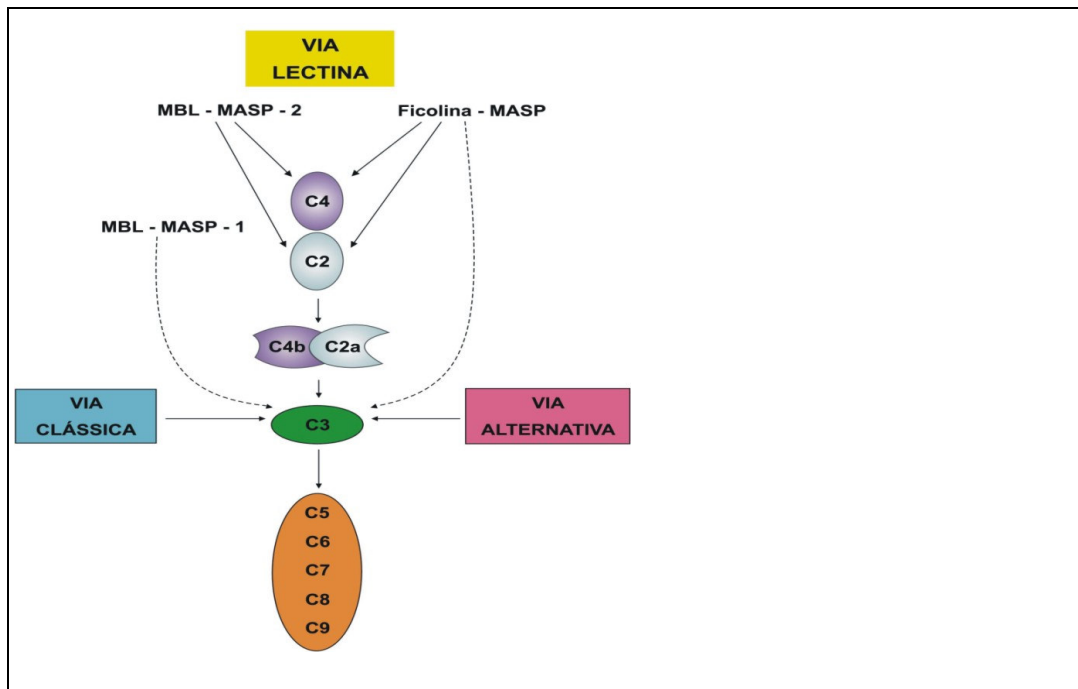 VIA
LECTINA
MBL - MASP - 2
Ficolina - MASP
C4
MBL - MASP - 1
C2
C4b
C2a
VIA
CLÁSSICA
C3
VIA
ALTERNATIVA
C5
C6
C7
C8
C9